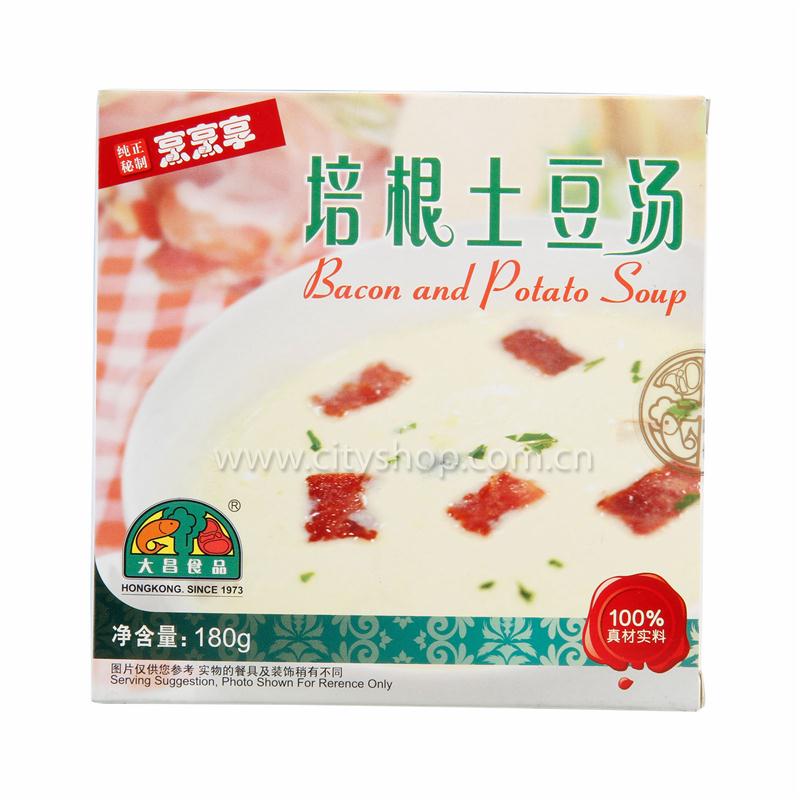 纯正
秘制
烹烹享
培根土豆汤
Bacon and Potato Soup
www.cityshop.com.cn
®
大昌食品
HONGKONG. SINCE 1973
净含量: 180g
100%
真材实料
图片仅供您参考 实物的餐具及装饰稍有不同
Serving Suggestion, Photo Shown For Rerence Only